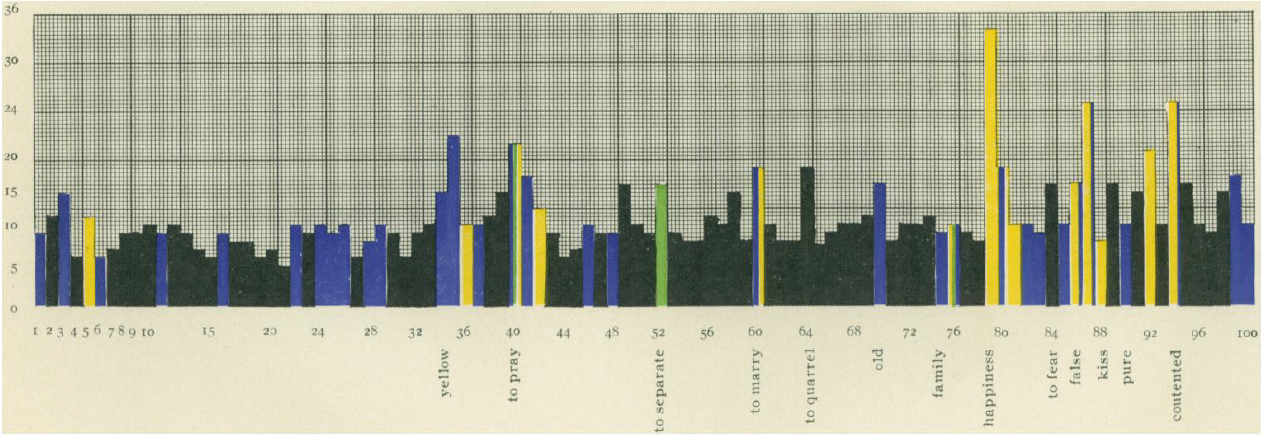 36
30
24
20
15
10
5
0
1 2 3 4 5 6 7 8 9 10 15 20 24 28 32 36 40 44 48 52 56 60 64 68 72 76 80 84 88 92 96 100
yellow
to pray
to separate
to marry
to quarrel
old
family
happiness
to fear
false
kiss
pure
coutented